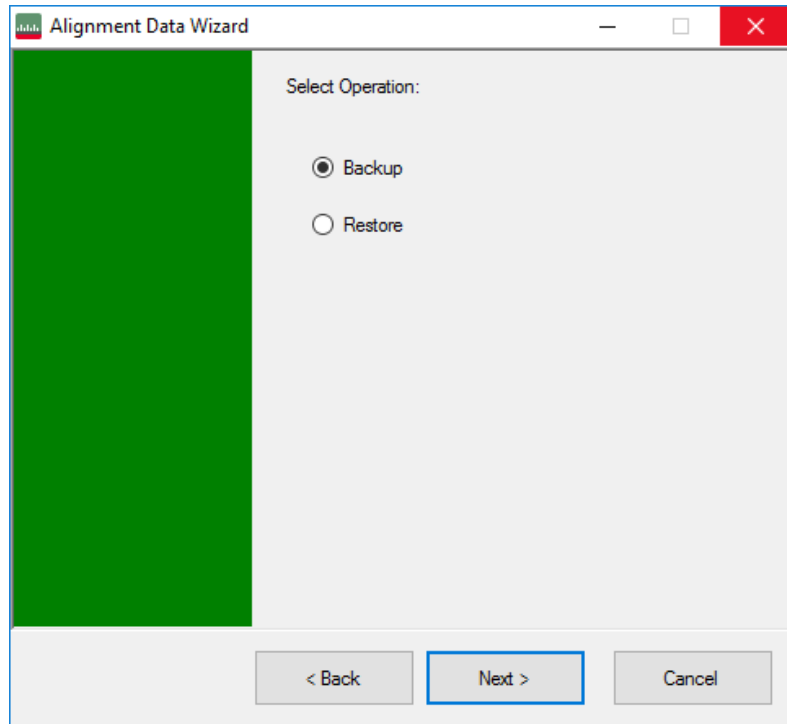 Alignment Data Wizard
Select Operation:
Backup
Restore
< Back Next > Cancel